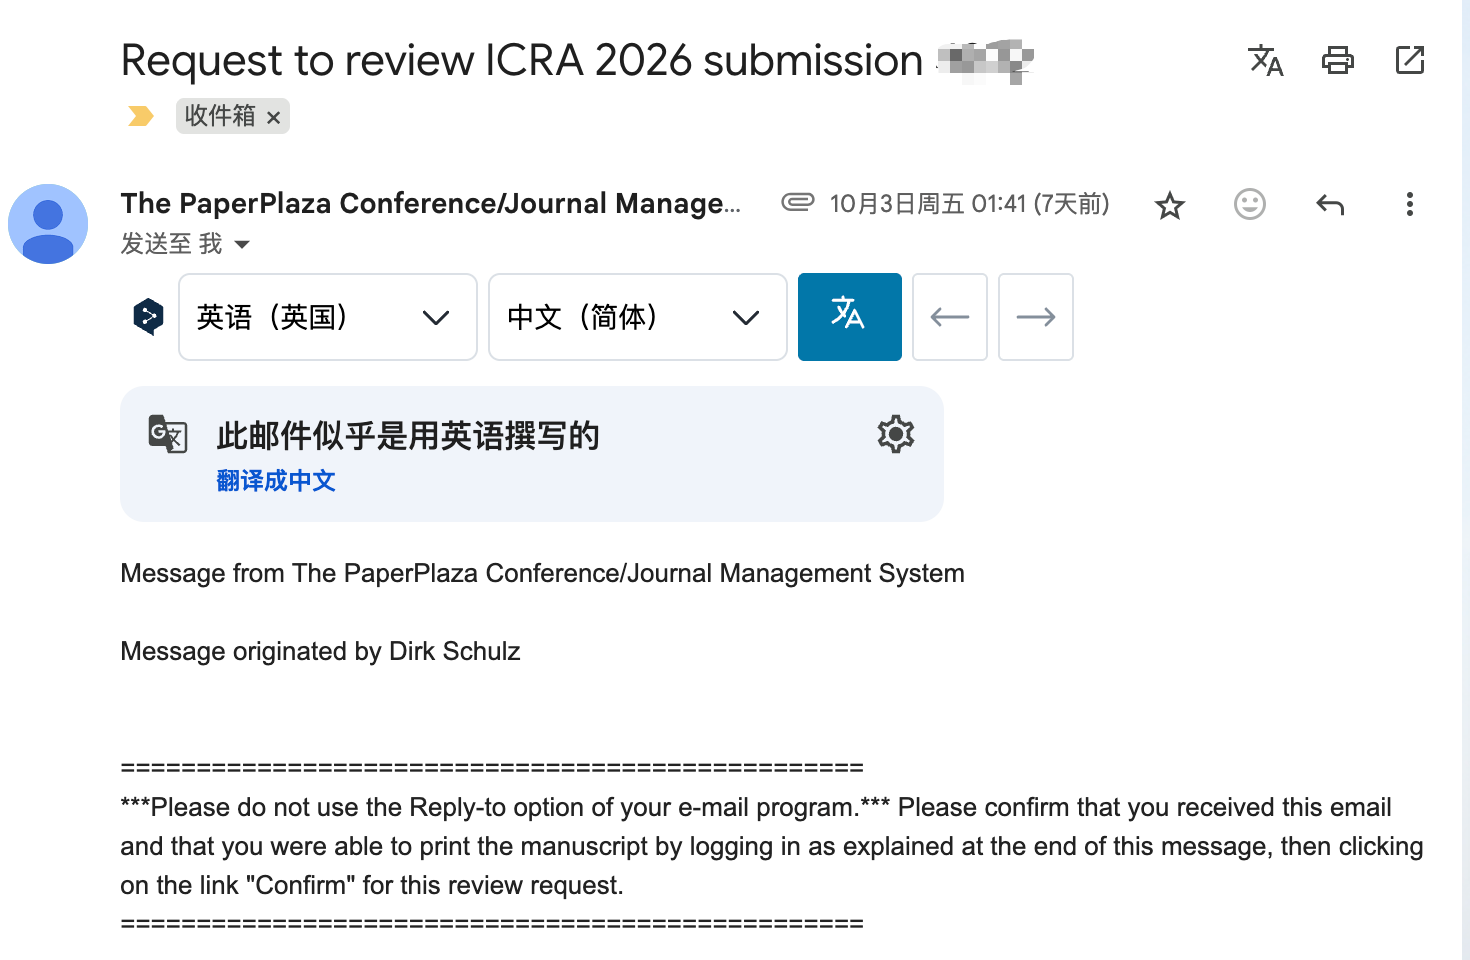 Request to review ICRA 2026 submission
收件箱 ×
The PaperPlaza Conference/Journal Manage... 10月3日周五 01:41 (7天前)
发送至 我
英语（英国） 中文（简体） 文A
此邮件似乎是用英语撰写的
翻译成中文
Message from The PaperPlaza Conference/Journal Management System
Message originated by Dirk Schulz
=================================================
***Please do not use the Reply-to option of your e-mail program.*** Please confirm that you received this email
and that you were able to print the manuscript by logging in as explained at the end of this message, then clicking
on the link "Confirm" for this review request.
=================================================